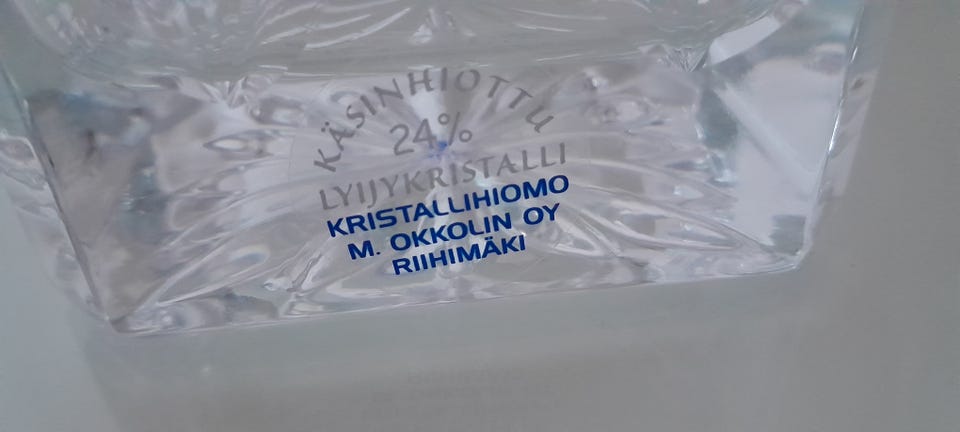 KÄSINHIOTTU
24%
LYIJYKRISTALLI
KRISTALLIHIOMO
M. OKKOLIN OY
RIIHIMÄKI